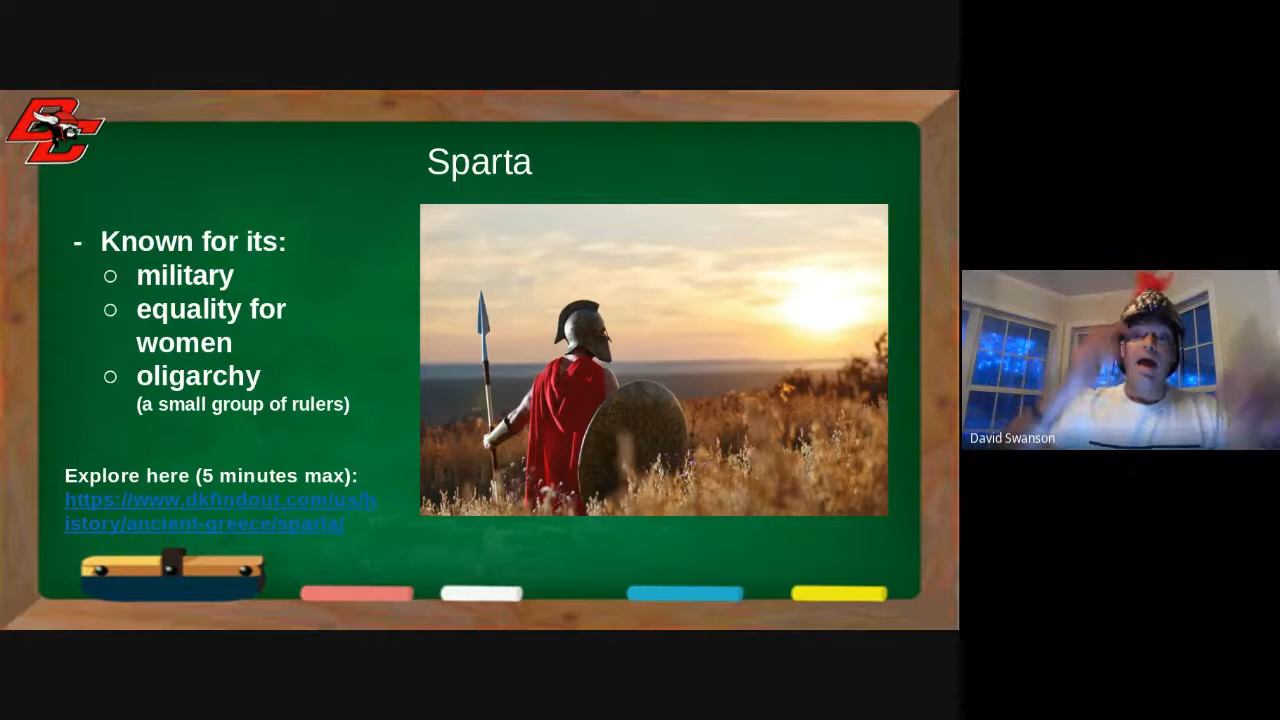 BC
Sparta
- Known for its:
○ military
○ equality for
women
○ oligarchy
(a small group of rulers)
Explore here (5 minutes max):
https://www.dkfindout.com/us/h
istory/ancient-greece/sparta/
David Swanson